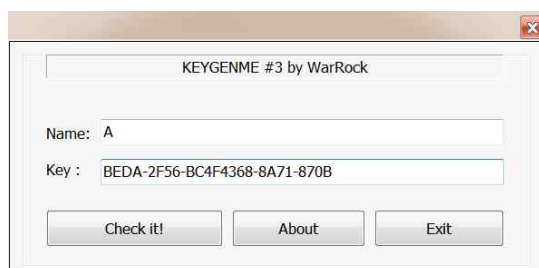 KEYGENME #3 by WarRock
Name: A
Key : BEDA-2F56-BC4F4368-8A71-870B
Check it! About Exit